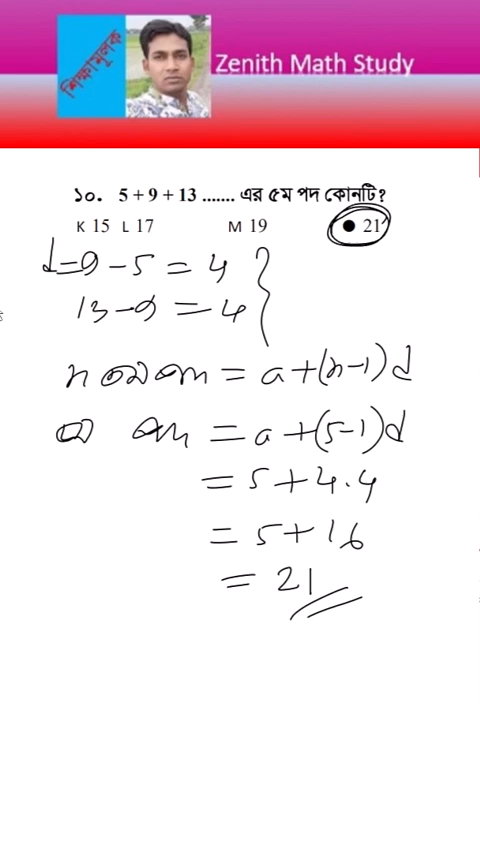 শিক্ষামূলক
Zenith Math Study
১০. 5 + 9 + 13 ....... এর ৫ম পদ কোনটি?
K 15 L 17 M 19 ● 21
d=9-5=4
13-9=4
n তম পদ = a+(n-1)d
পদ = a+(5-1)d
= 5+4.4
= 5+16
= 21